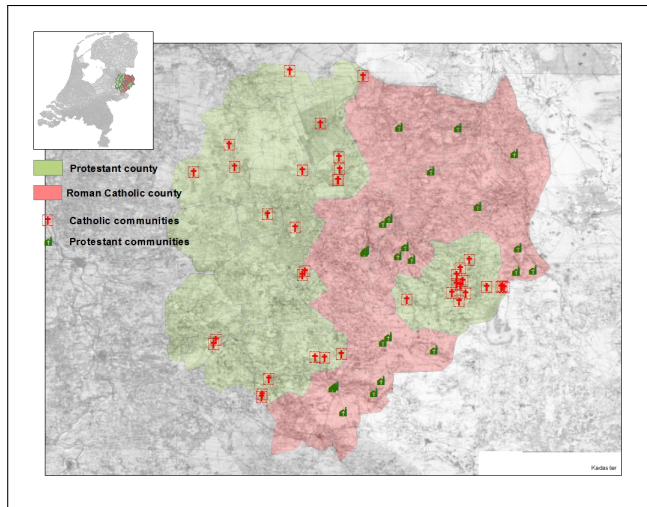 Protestant county
Roman Catholic county
Catholic communities
Protestant communities
Kadaster